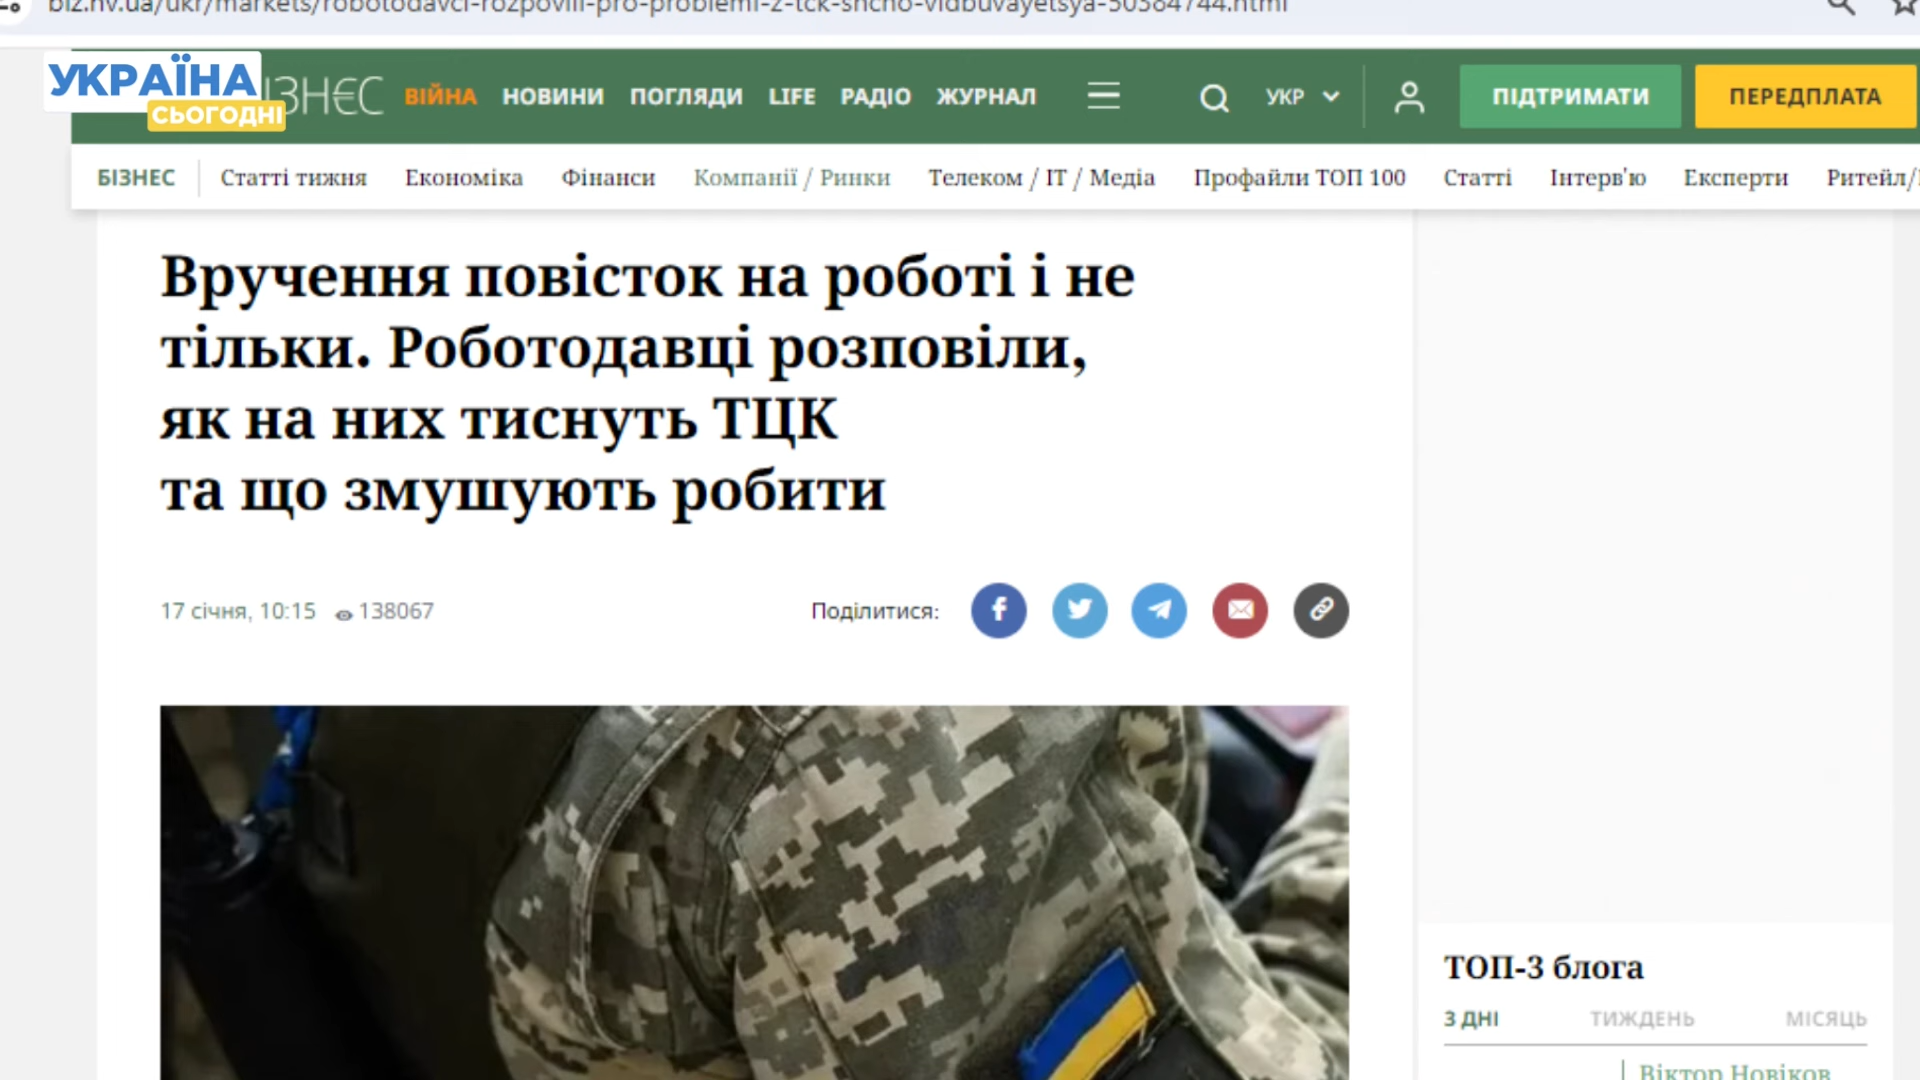 biz.nv.ua/ukr/markets/robotodavci-rozpovili-pro-problemi-z-tck-shcho-vidbuvayetsya-50384744.html
УКРАЇНА
СЬОГОДНІ
ІЗНЄС ВІЙНА НОВИНИ ПОГЛЯДИ LIFE РАДІО ЖУРНАЛ УКР ПІДТРИМАТИ ПЕРЕДПЛАТА
БІЗНЕС Статті тижня Економіка Фінанси Компанії / Ринки Телеком / IT / Медіа Профайли ТОП 100 Статті Інтерв'ю Експерти Ритейл/
Вручення повісток на роботі і не
тільки. Роботодавці розповіли,
як на них тиснуть ТЦК
та що змушують робити
17 січня, 10:15 138067 Поділитися:
ТОП-3 блога
3 ДНІ ТИЖДЕНЬ МІСЯЦЬ
Віктор Новіков